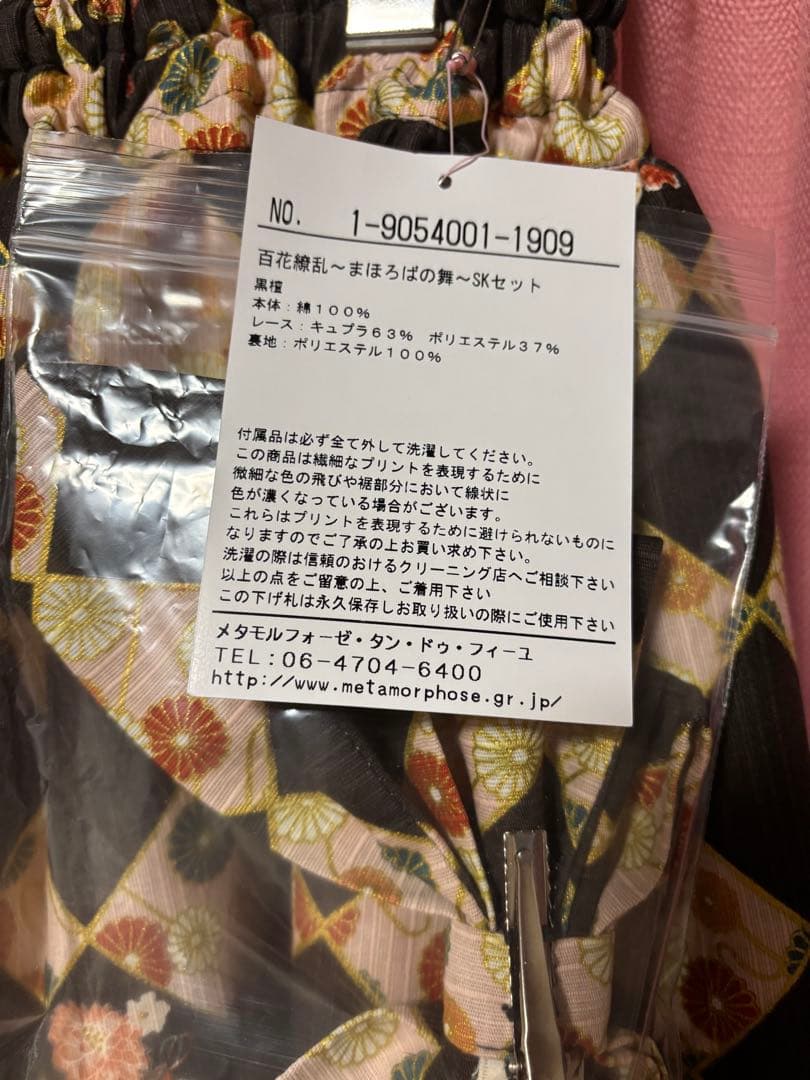 NO. 1-9054001-1909
百花繚乱～まほろばの舞～SKセット
黒檀
本体：綿１００％
レース：キュプラ６３％ ポリエステル３７％
裏地：ポリエステル１００％
付属品は必ず全て外して洗濯してください。
この商品は繊細なプリントを表現するために
微細な色の飛びや裾部分において線状に
色が濃くなっている場合がございます。
これらはプリントを表現するために避けられないものに
なりますのでご了承の上お買い求め下さい。
洗濯の際は信頼のおけるクリーニング店へご相談下さい
以上の点をご留意の上、ご着用下さい
この下げ札は永久保存しお取り扱いの際にご使用下さい
メタモルフォーゼ・タン・ドゥ・フィーユ
TEL：06-4704-6400
http://www.metamorphose.gr.jp/